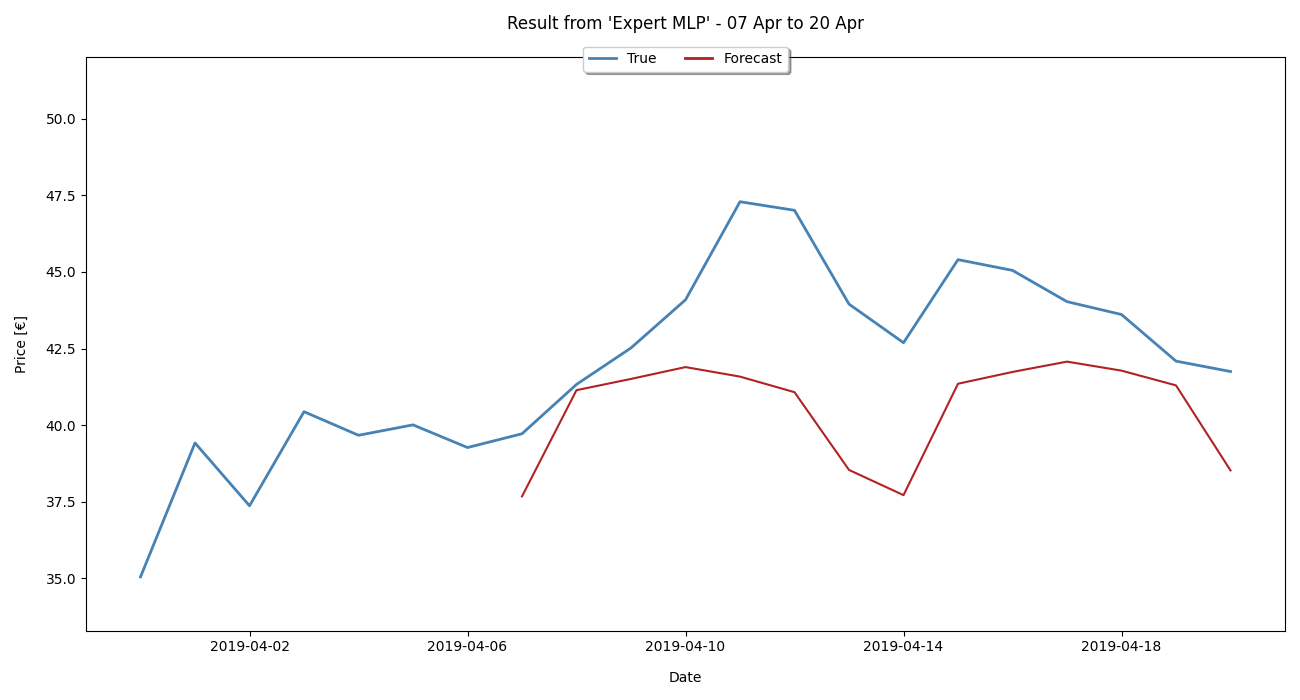 Result from 'Expert MLP' - 07 Apr to 20 Apr
True Forecast
50.0
47.5
45.0
42.5
40.0
37.5
35.0
Price [€]
2019-04-02 2019-04-06 2019-04-10 2019-04-14 2019-04-18
Date